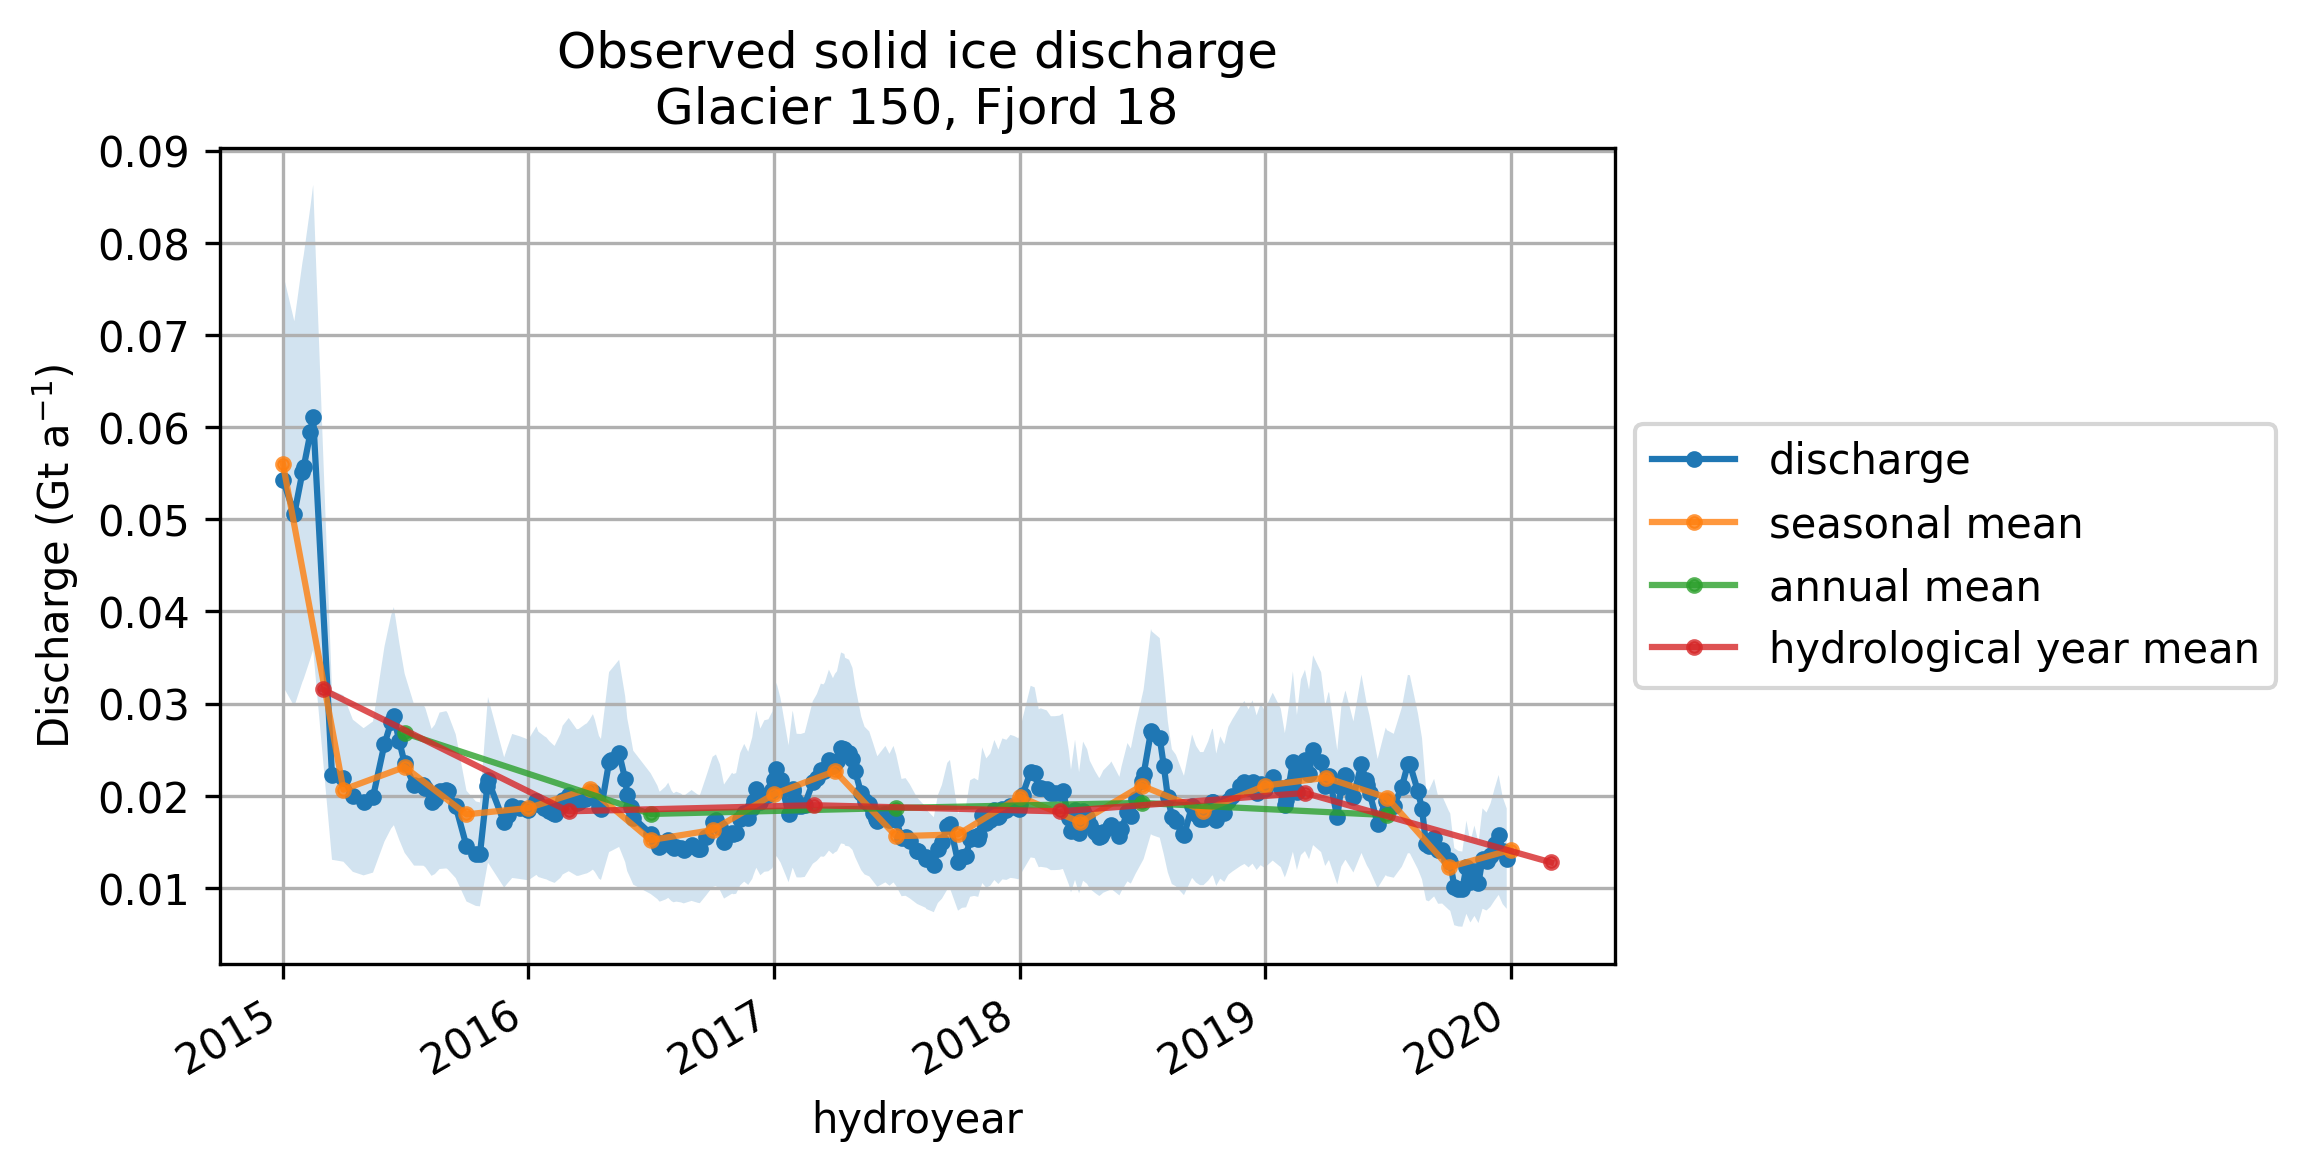 Observed solid ice discharge
Glacier 150, Fjord 18
Discharge (Gt a⁻¹)
0.09
0.08
0.07
0.06
0.05
0.04
0.03
0.02
0.01
2015
2016
2017
2018
2019
2020
hydroyear
discharge
seasonal mean
annual mean
hydrological year mean